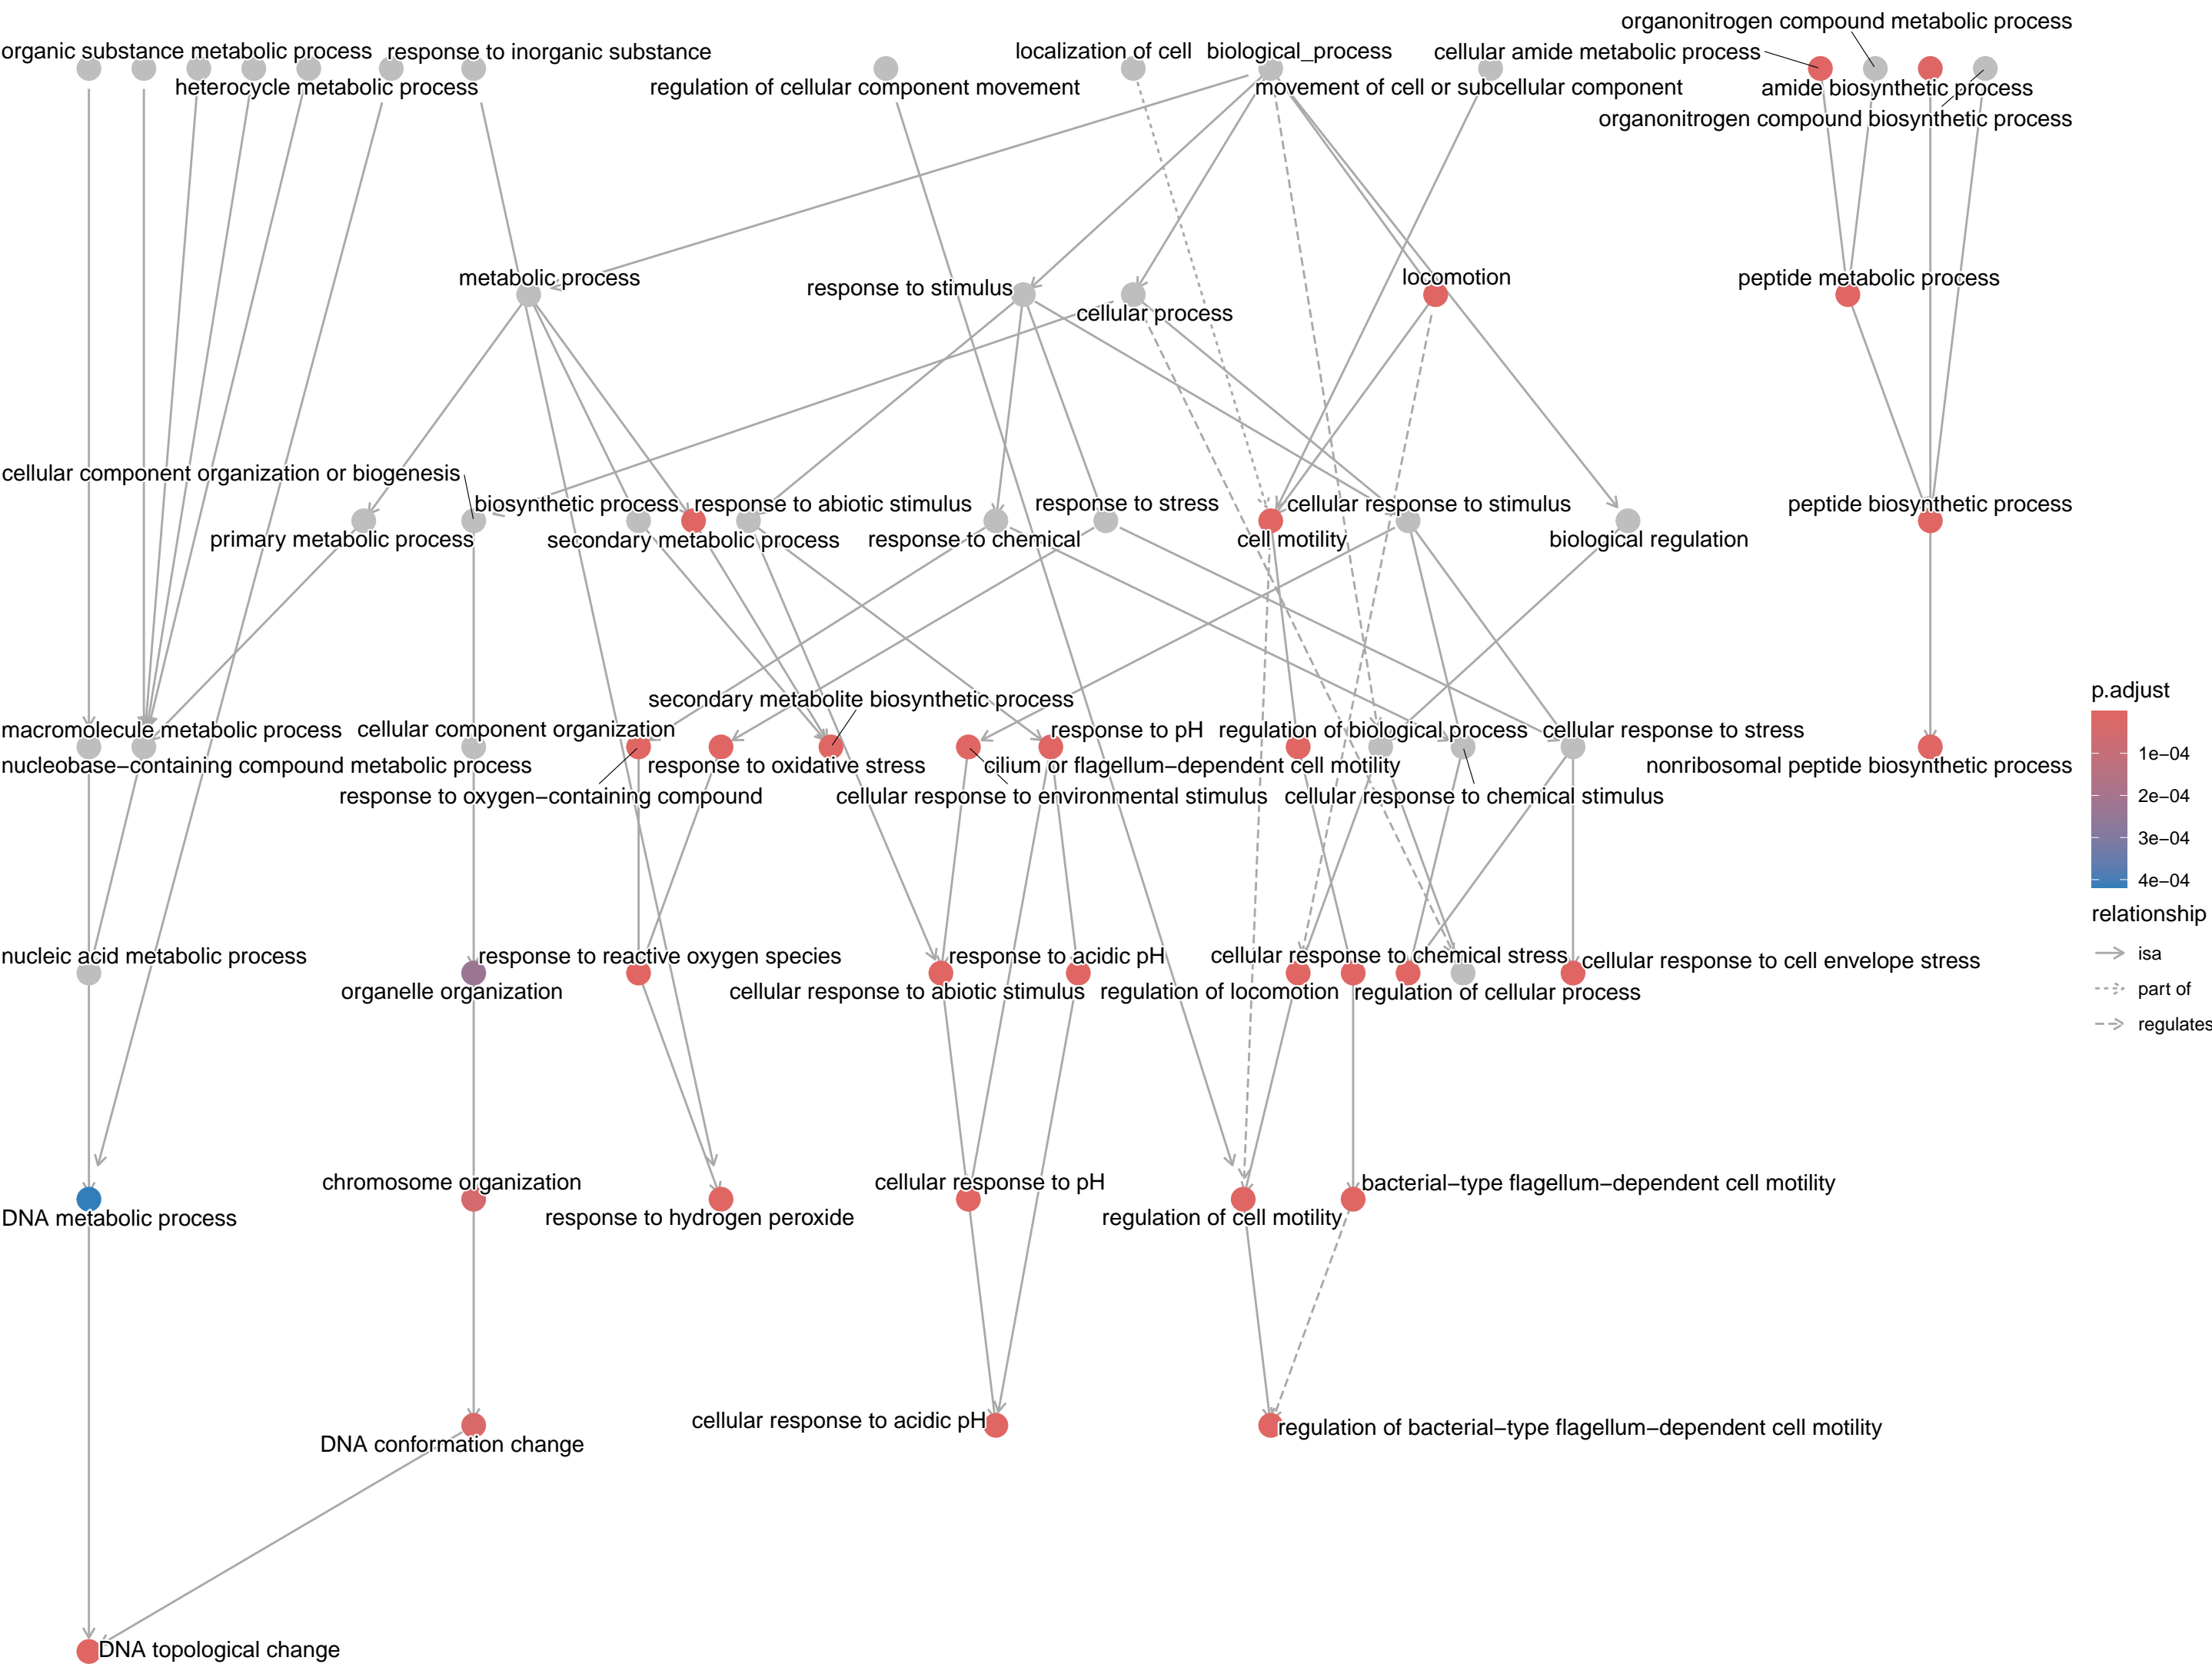 organonitrogen compound metabolic process
organic substance metabolic process
response to inorganic substance
localization of cell
biological_process
cellular amide metabolic process
heterocycle metabolic process
regulation of cellular component movement
movement of cell or subcellular component
amide biosynthetic process
organonitrogen compound biosynthetic process
metabolic process
response to stimulus
locomotion
peptide metabolic process
cellular process
cellular component organization or biogenesis
biosynthetic process
response to abiotic stimulus
response to stress
cellular response to stimulus
peptide biosynthetic process
primary metabolic process
secondary metabolic process
response to chemical
cell motility
biological regulation
secondary metabolite biosynthetic process
macromolecule metabolic process
cellular component organization
response to pH
regulation of biological process
cellular response to stress
nucleobase−containing compound metabolic process
response to oxidative stress
cilium or flagellum−dependent cell motility
nonribosomal peptide biosynthetic process
response to oxygen−containing compound
cellular response to environmental stimulus
cellular response to chemical stimulus
nucleic acid metabolic process
response to reactive oxygen species
response to acidic pH
cellular response to chemical stress
cellular response to cell envelope stress
organelle organization
cellular response to abiotic stimulus
regulation of locomotion
regulation of cellular process
chromosome organization
cellular response to pH
bacterial−type flagellum−dependent cell motility
DNA metabolic process
response to hydrogen peroxide
regulation of cell motility
cellular response to acidic pH
regulation of bacterial−type flagellum−dependent cell motility
DNA conformation change
DNA topological change
p.adjust
1e−04
2e−04
3e−04
4e−04
relationship
isa
part of
regulates